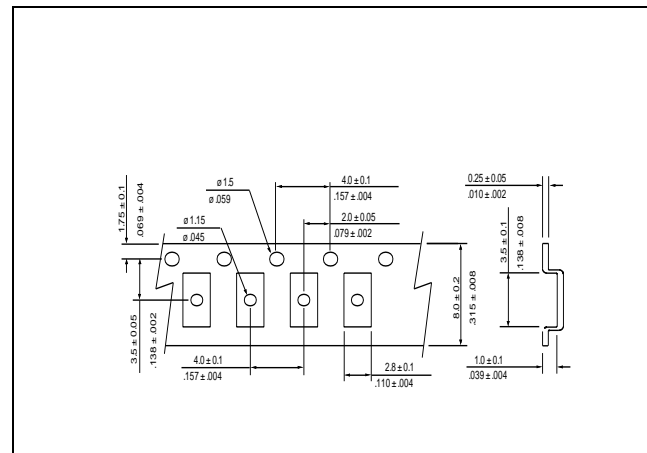 ø 1.5
ø .059
4.0 ± 0.1
.157 ± .004
0.25 ± 0.05
.010 ± .002
1.75 ± 0.1
.069 ± .004
ø 1.15
ø .045
2.0 ± 0.05
.079 ± .002
3.5 ± 0.1
.138 ± .008
8.0 ± 0.2
.315 ± .008
3.5 ± 0.05
.138 ± .002
4.0 ± 0.1
.157 ± .004
2.8 ± 0.1
.110 ± .004
1.0 ± 0.1
.039 ± .004